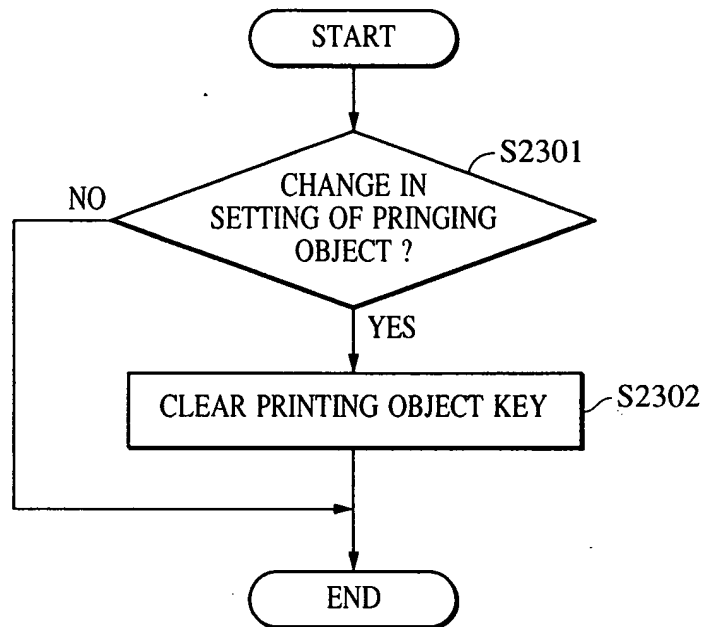 START
S2301
CHANGE IN
SETTING OF PRINGING
OBJECT ?
NO
YES
CLEAR PRINTING OBJECT KEY
S2302
END